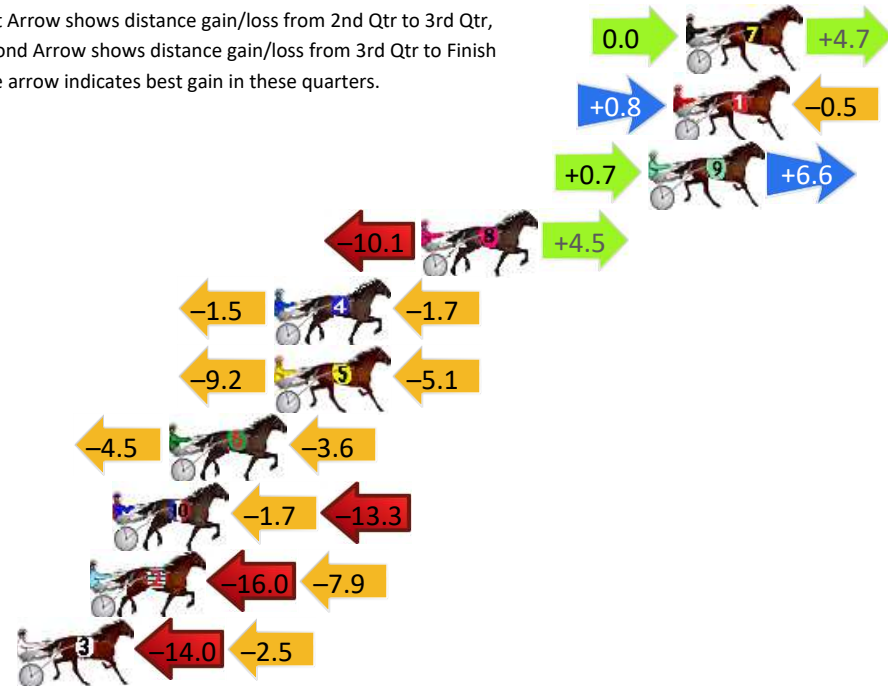 t Arrow shows distance gain/loss from 2nd Qtr to 3rd Qtr,
ond Arrow shows distance gain/loss from 3rd Qtr to Finish
e arrow indicates best gain in these quarters.
0.0 7 +4.7
+0.8 1 –0.5
+0.7 9 +6.6
–10.1 8 +4.5
–1.5 4 –1.7
–9.2 5 –5.1
–4.5 6 –3.6
10 –1.7 –13.3
2 –16.0 –7.9
3 –14.0 –2.5